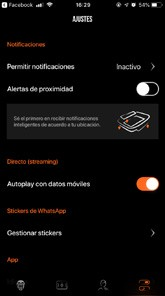 Facebook
16:29
54%
AJUSTES
Notificaciones
Permitir notificaciones
Inactivo
Alertas de proximidad
Sé el primero en recibir notificaciones
inteligentes de acuerdo a tu ubicación.
Directo (streaming)
Autoplay con datos móviles
Stickers de WhatsApp
Gestionar stickers
App